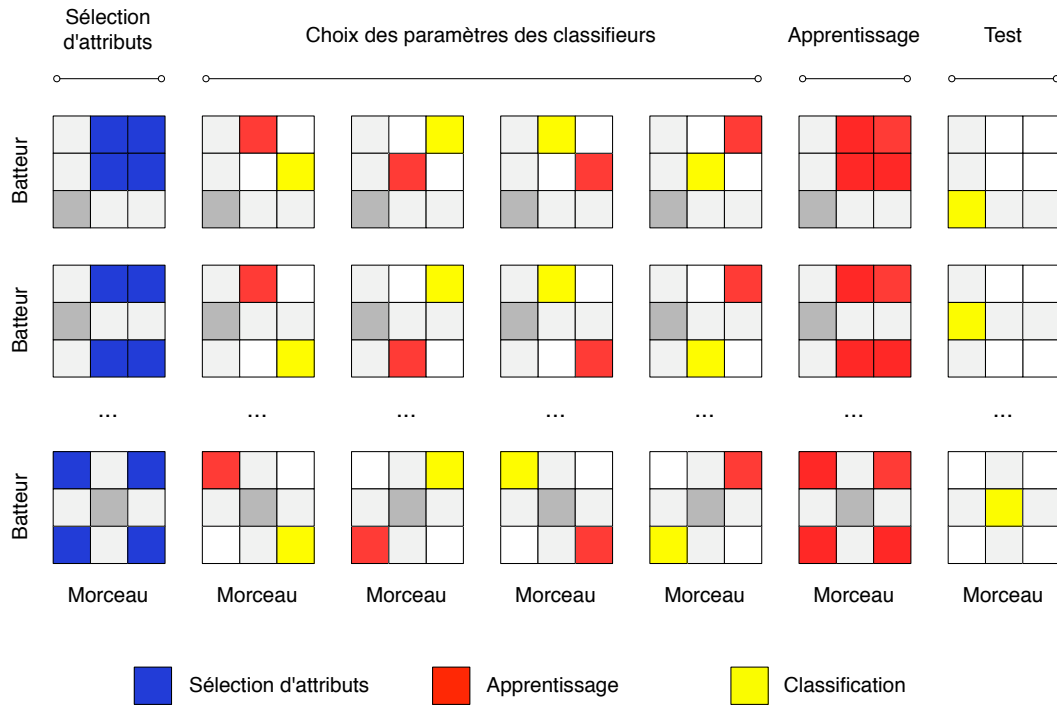 Sélection
d'attributs
Choix des paramètres des classifieurs
Apprentissage
Test
Batteur
Batteur
... ... ... ... ... ... ...
Batteur
Morceau Morceau Morceau Morceau Morceau Morceau Morceau
Sélection d'attributs
Apprentissage
Classification